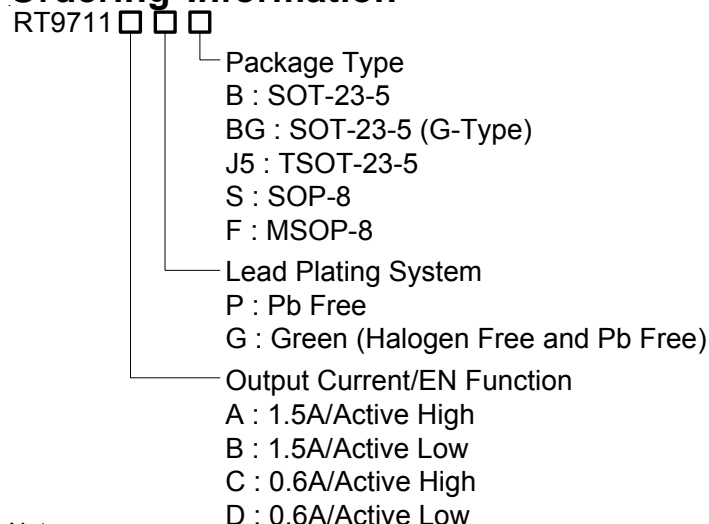 Ordering Information
RT9711
Package Type
B : SOT-23-5
BG : SOT-23-5 (G-Type)
J5 : TSOT-23-5
S : SOP-8
F : MSOP-8
Lead Plating System
P : Pb Free
G : Green (Halogen Free and Pb Free)
Output Current/EN Function
A : 1.5A/Active High
B : 1.5A/Active Low
C : 0.6A/Active High
D : 0.6A/Active Low